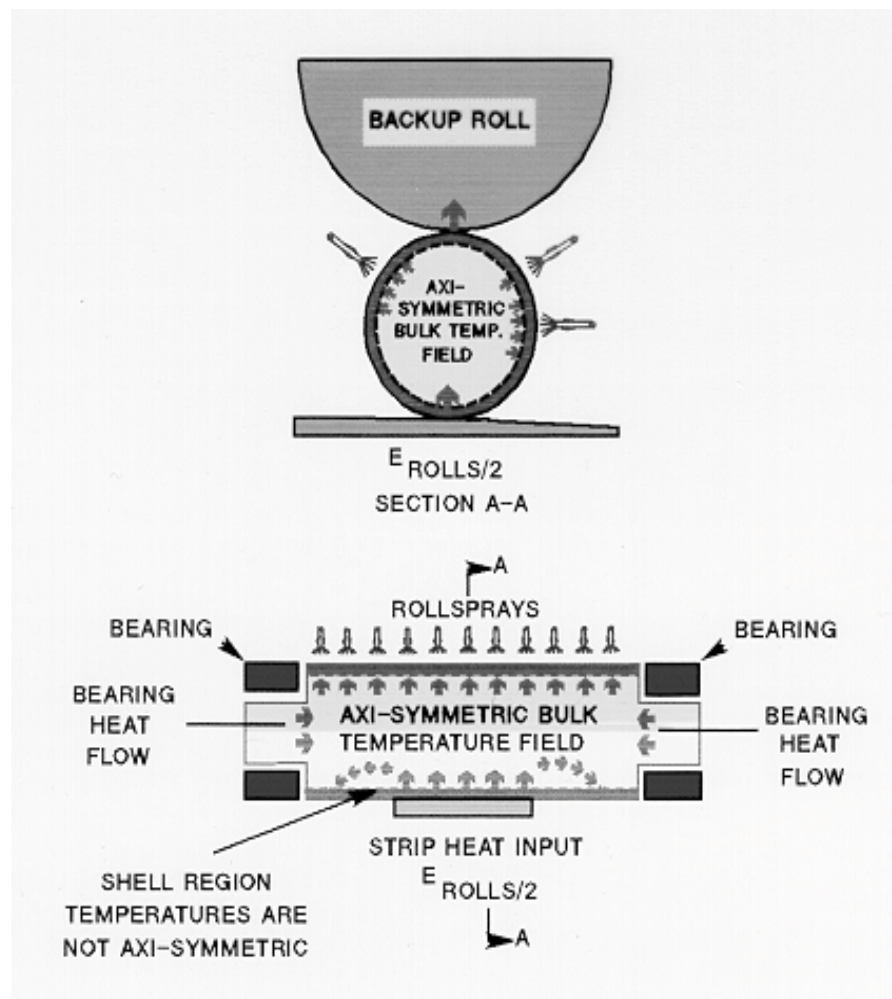 BACKUP ROLL
AXI-
SYMMETRIC
BULK TEMP.
FIELD
E ROLLS/2
SECTION A-A
A
ROLLSPRAYS
BEARING
BEARING
BEARING
HEAT
FLOW
AXI-SYMMETRIC BULK
TEMPERATURE FIELD
BEARING
HEAT
FLOW
STRIP HEAT INPUT
E ROLLS/2
A
SHELL REGION
TEMPERATURES ARE
NOT AXI-SYMMETRIC